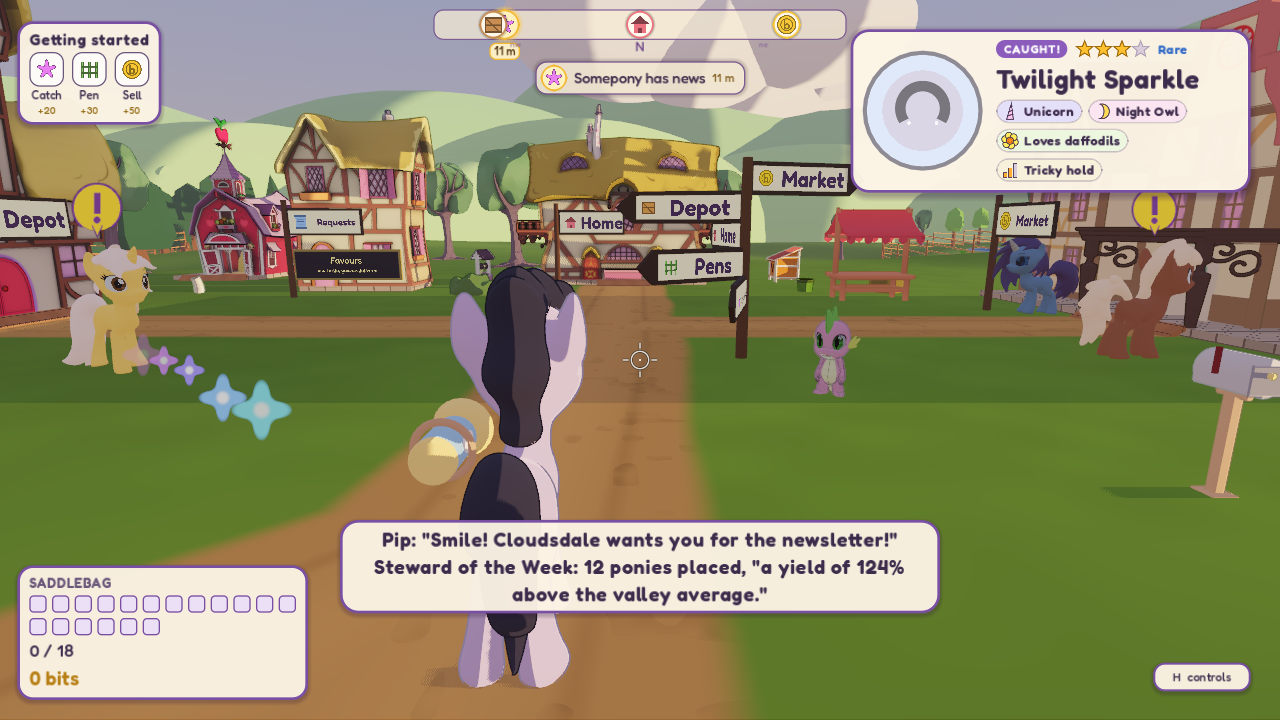 Getting started
Catch
Pen
Sell
+20
+30
+50
11 m
N
Somepony has news 11 m
CAUGHT!
Rare
Twilight Sparkle
Unicorn
Night Owl
Loves daffodils
Tricky hold
Depot
Requests
Favours
Home
Depot
Market
Home
Pens
Market
Pip: "Smile! Cloudsdale wants you for the newsletter!"
Steward of the Week: 12 ponies placed, "a yield of 124%
above the valley average."
SADDLEBAG
0 / 18
0 bits
H controls